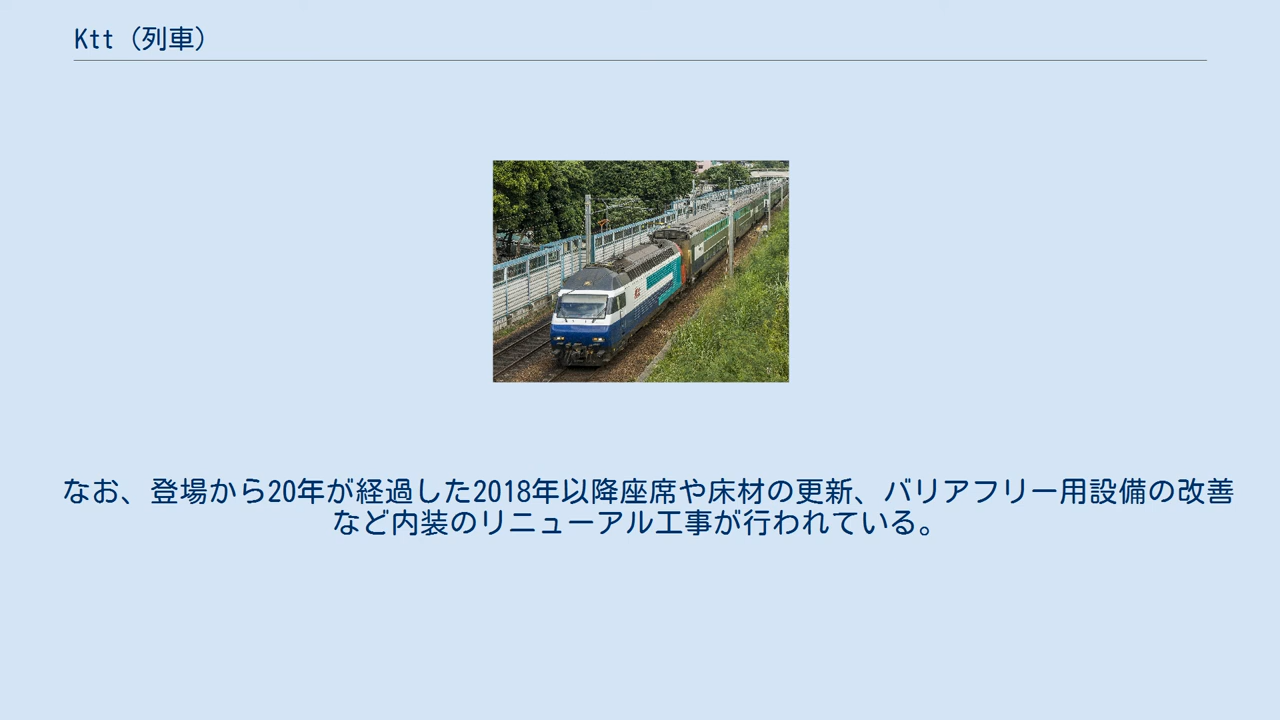 Ktt（列車）
なお、登場から20年が経過した2018年以降座席や床材の更新、バリアフリー用設備の改善
など内装のリニューアル工事が行われている。